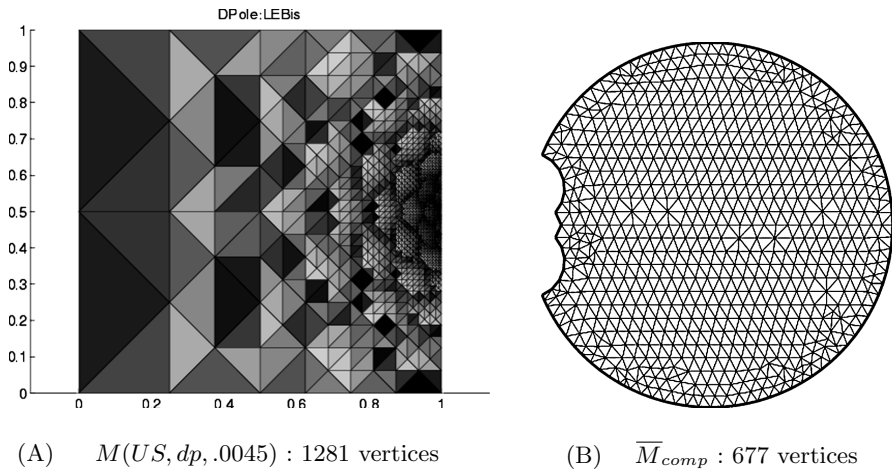 DPole:LEBis
1
0.9
0.8
0.7
0.6
0.5
0.4
0.3
0.2
0.1
0
0 0.2 0.4 0.6 0.8 1
(A) M(US, dp, .0045) : 1281 vertices
(B) M̅_comp : 677 vertices